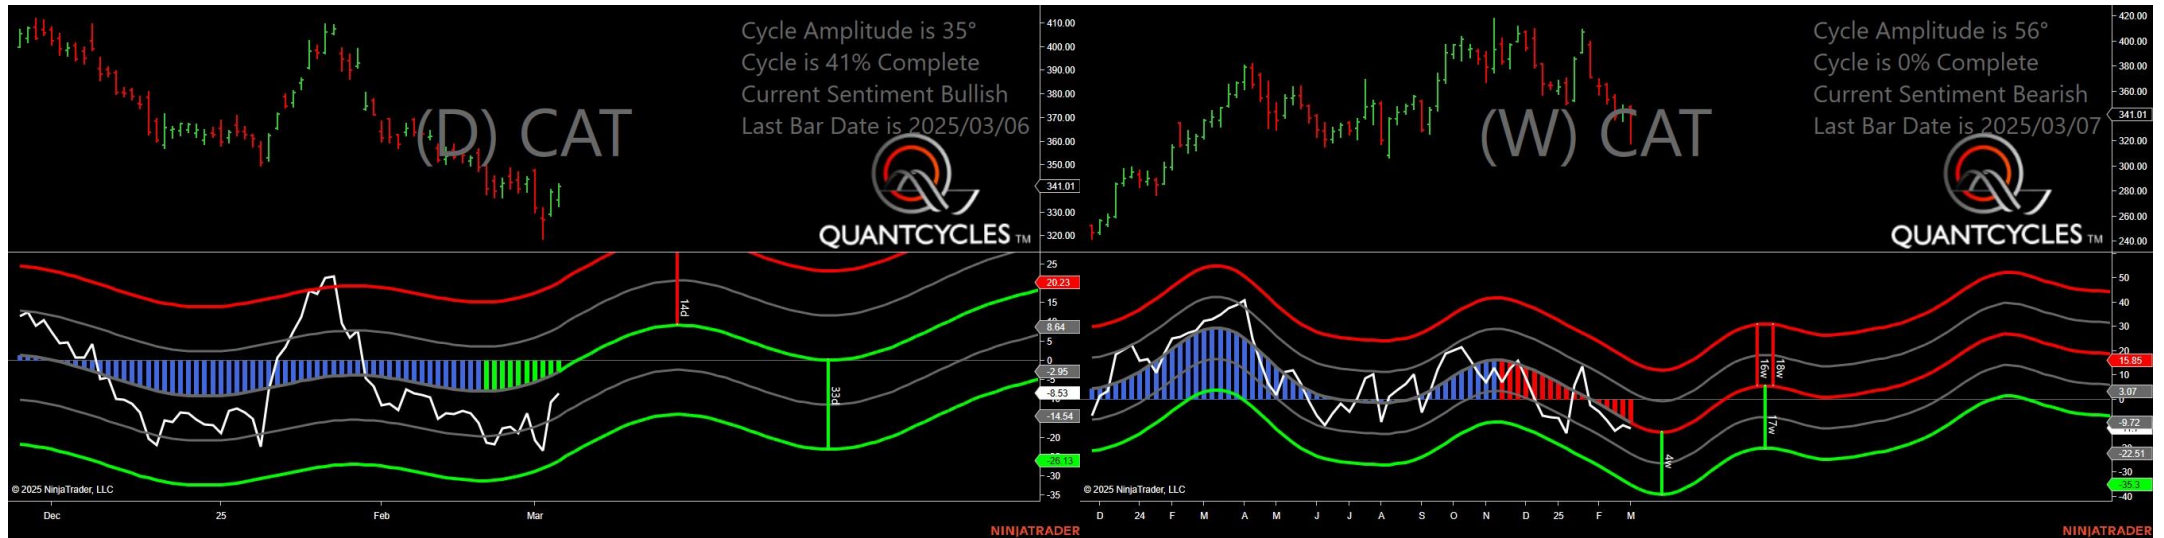 Cycle Amplitude is 35°
Cycle is 41% Complete
Current Sentiment Bullish
Last Bar Date is 2025/03/06
(D) CAT
QUANTCYCLES TM
410.00
400.00
390.00
380.00
370.00
360.00
350.00
341.01
330.00
320.00
25
20.23
15
8.64
5
0
-2.95
-5
-8.53
-14.54
-20
-26.13
-30
-35
14d
33d
© 2025 NinjaTrader, LLC
Dec 25 Feb Mar
NINJATRADER
Cycle Amplitude is 56°
Cycle is 0% Complete
Current Sentiment Bearish
Last Bar Date is 2025/03/07
(W) CAT
QUANTCYCLES TM
420.00
400.00
380.00
360.00
341.01
320.00
300.00
280.00
260.00
240.00
50
40
30
20
15.85
10
3.07
0
-9.72
-22.51
-30
-35.3
-40
16w
18w
17w
4w
© 2025 NinjaTrader, LLC
D 24 F M A M J J A S O N D 25 F M
NINJATRADER